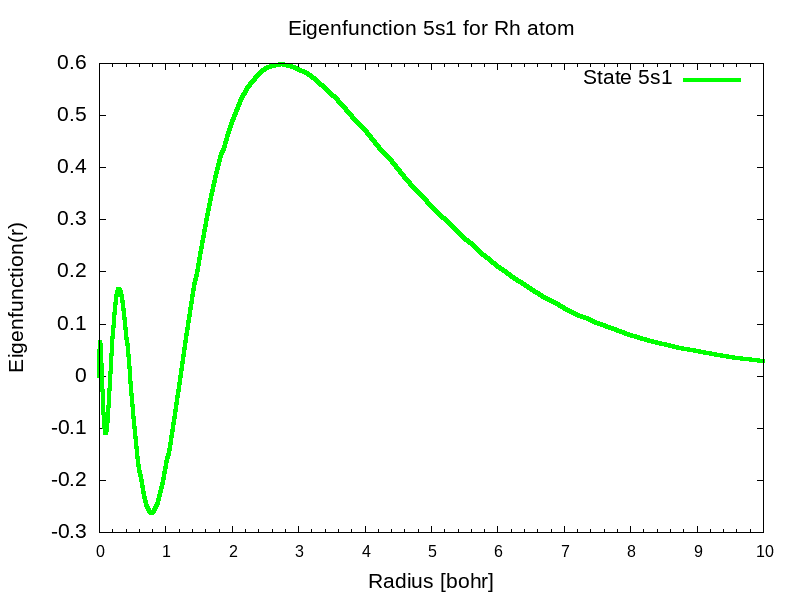 Eigenfunction 5s1 for Rh atom
State 5s1
0.6
0.5
0.4
0.3
0.2
0.1
0
-0.1
-0.2
-0.3
Eigenfunction(r)
0 1 2 3 4 5 6 7 8 9 10
Radius [bohr]